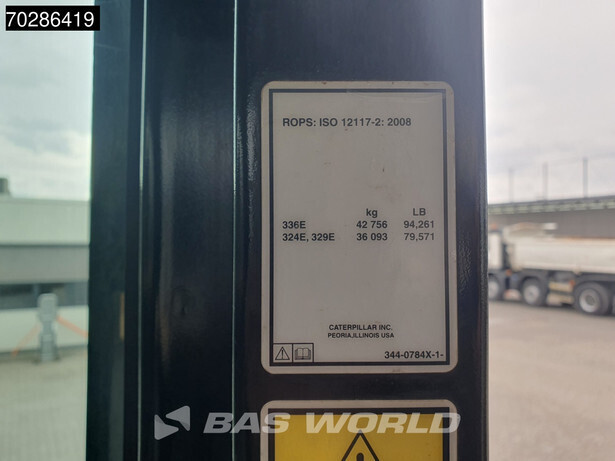 70286419
ROPS: ISO 12117-2: 2008
kg LB
336E 42 756 94,261
324E, 329E 36 093 79,571
CATERPILLAR INC.
PEORIA,ILLINOIS USA
344-0784X-1-
BAS WORLD